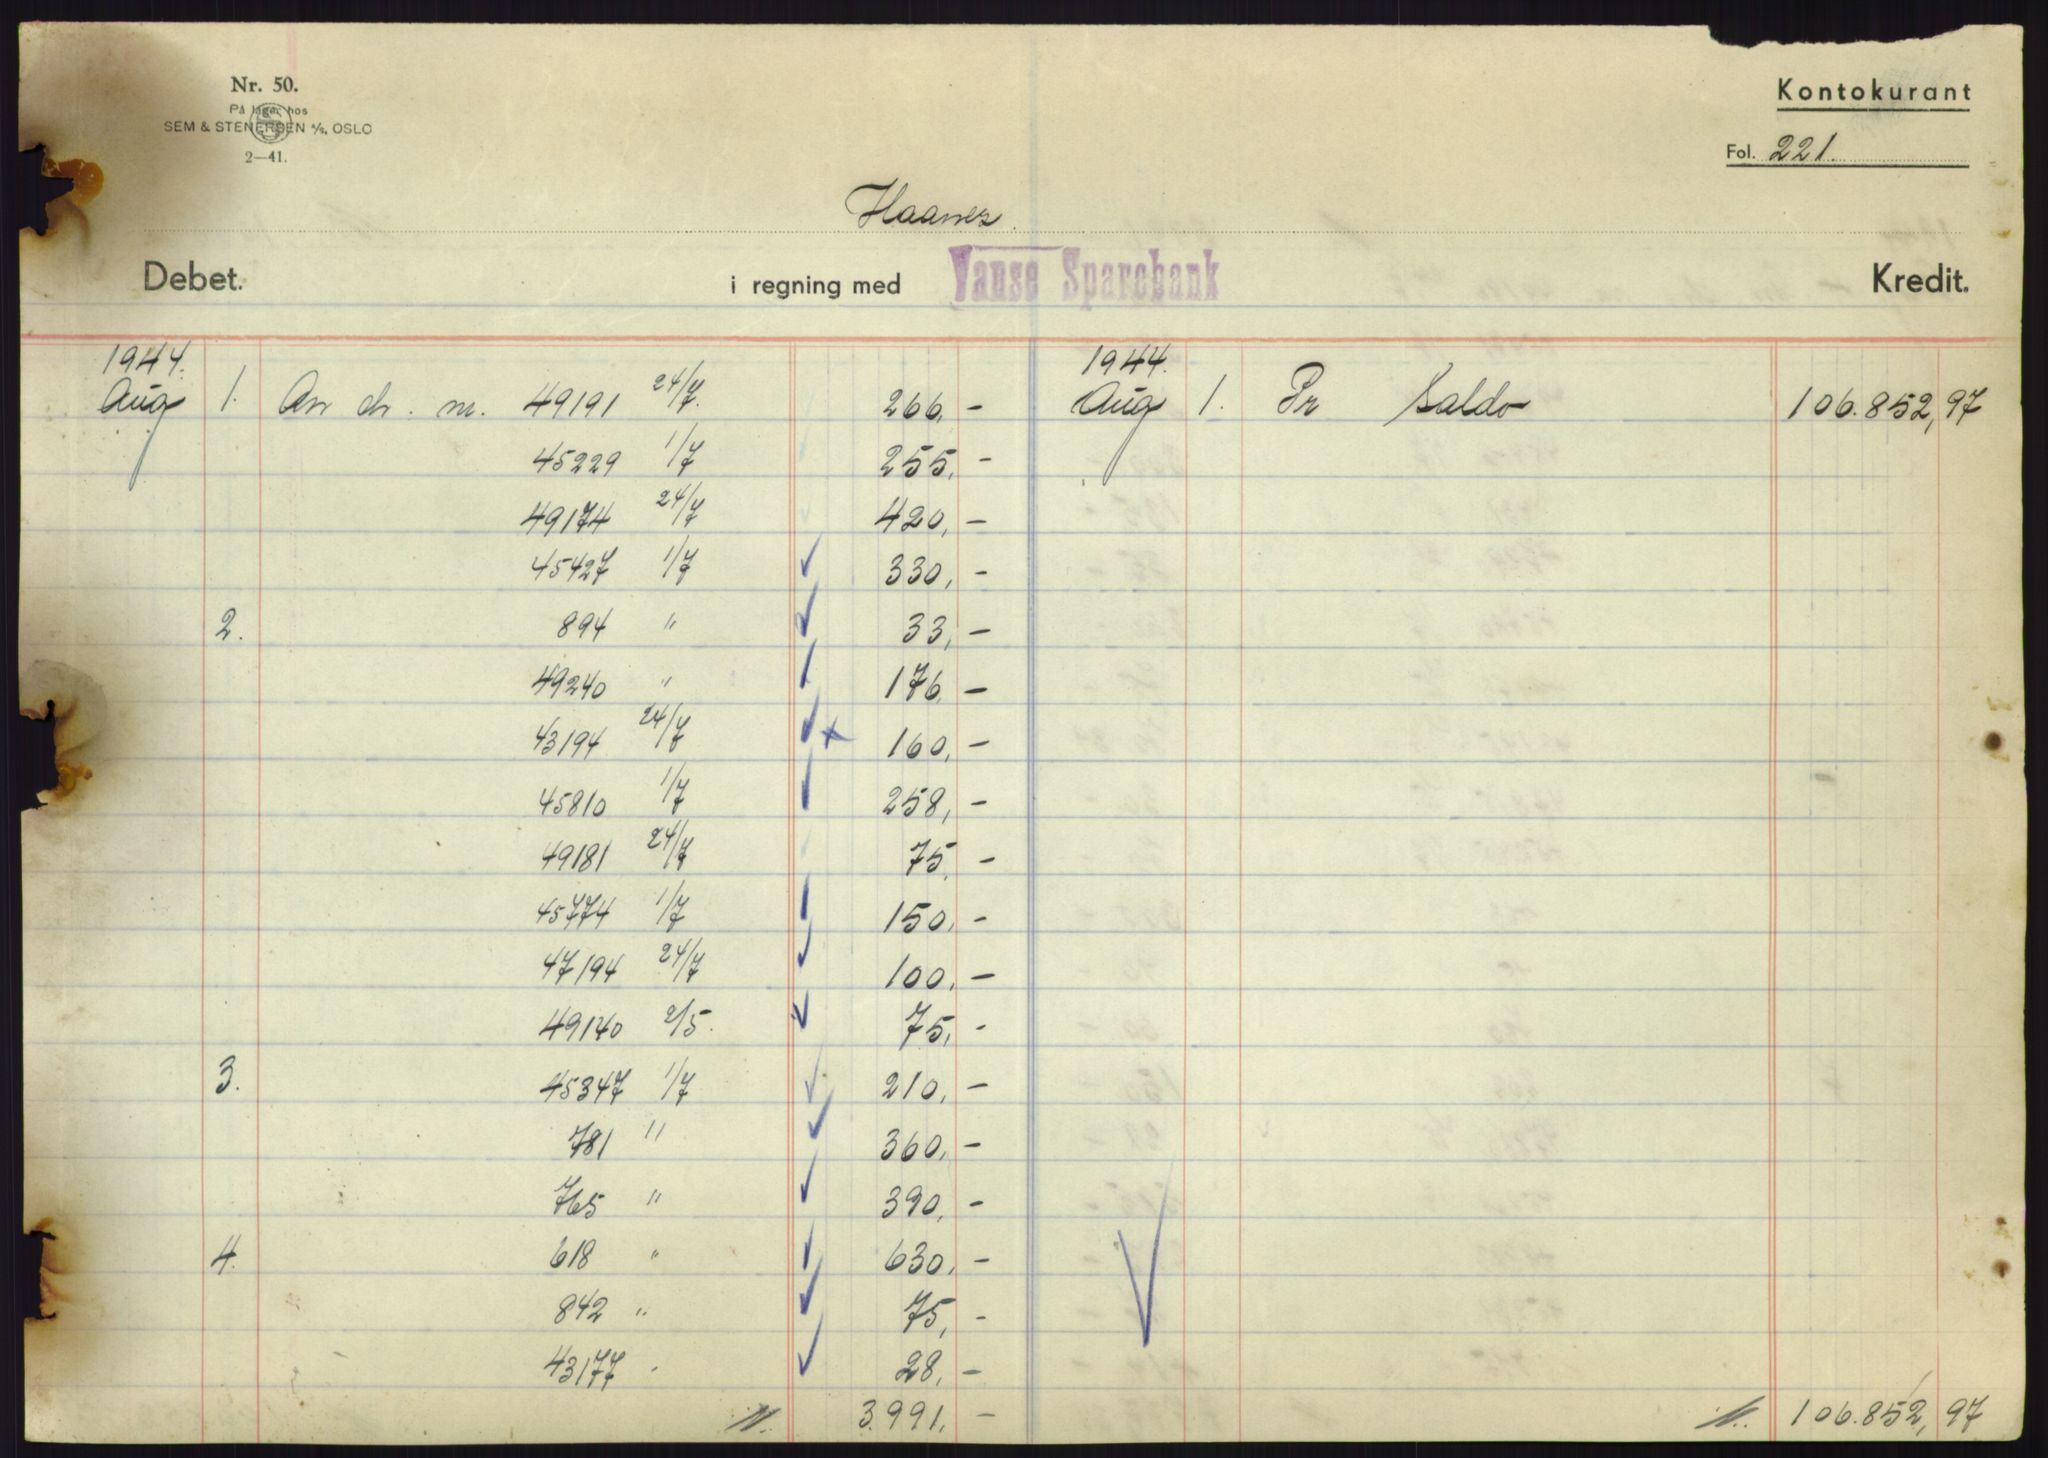 Nr. 50.
På lager hos
SEM & STENERSEN A/S, OSLO
2—41.
Kontokurant
Fol. 221.
Haanes.
Debet. i regning med Vanse Sparebank Kredit.
1944. 1944.
Aug 1. An ch. nr. 49191 24/7. 266,— Aug 1. Pr Saldo 106.852,97
45229 1/7 255,—
49174 24/7 420,—
45427 1/7 330,—
2. 894 " 33,—
49240 " 176,—
43194 24/7 160,—
45810 1/7 258,—
49181 24/7 75,—
45774 1/7 150,—
47194 24/7 100,—
49140 2/5. 75,—
3. 45347 1/7 210,—
781 " 360,—
765 " 390,—
4. 618 " 630,—
842 " 75,—
43177 " 28,—
3.991,— 106.852,97